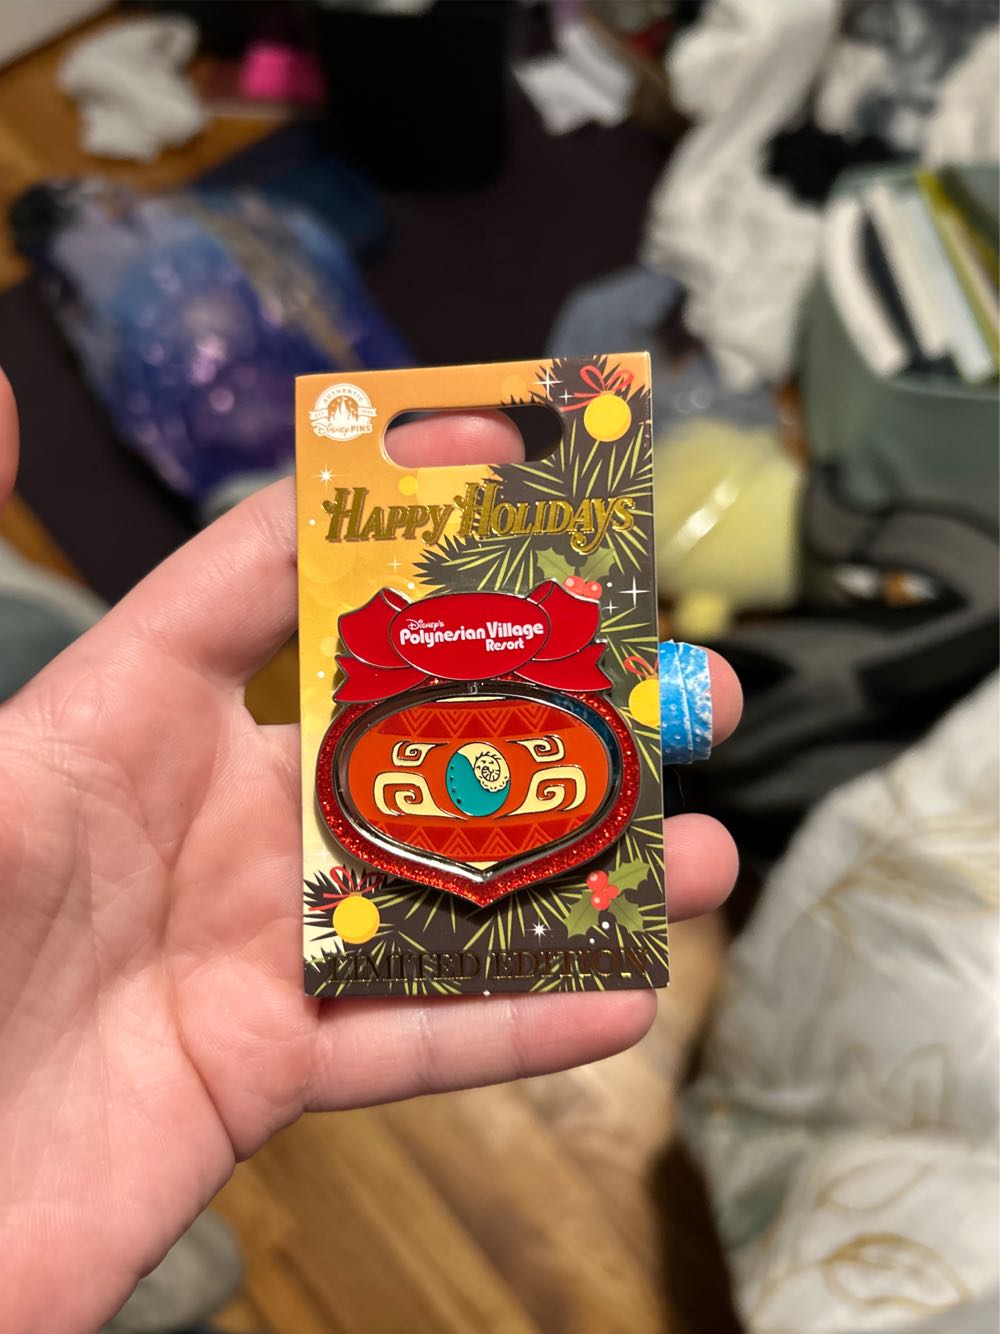 AUTHENTIC
Disney PINS
HAPPY HOLIDAYS
Disney's
Polynesian Village
Resort
LIMITED EDITION